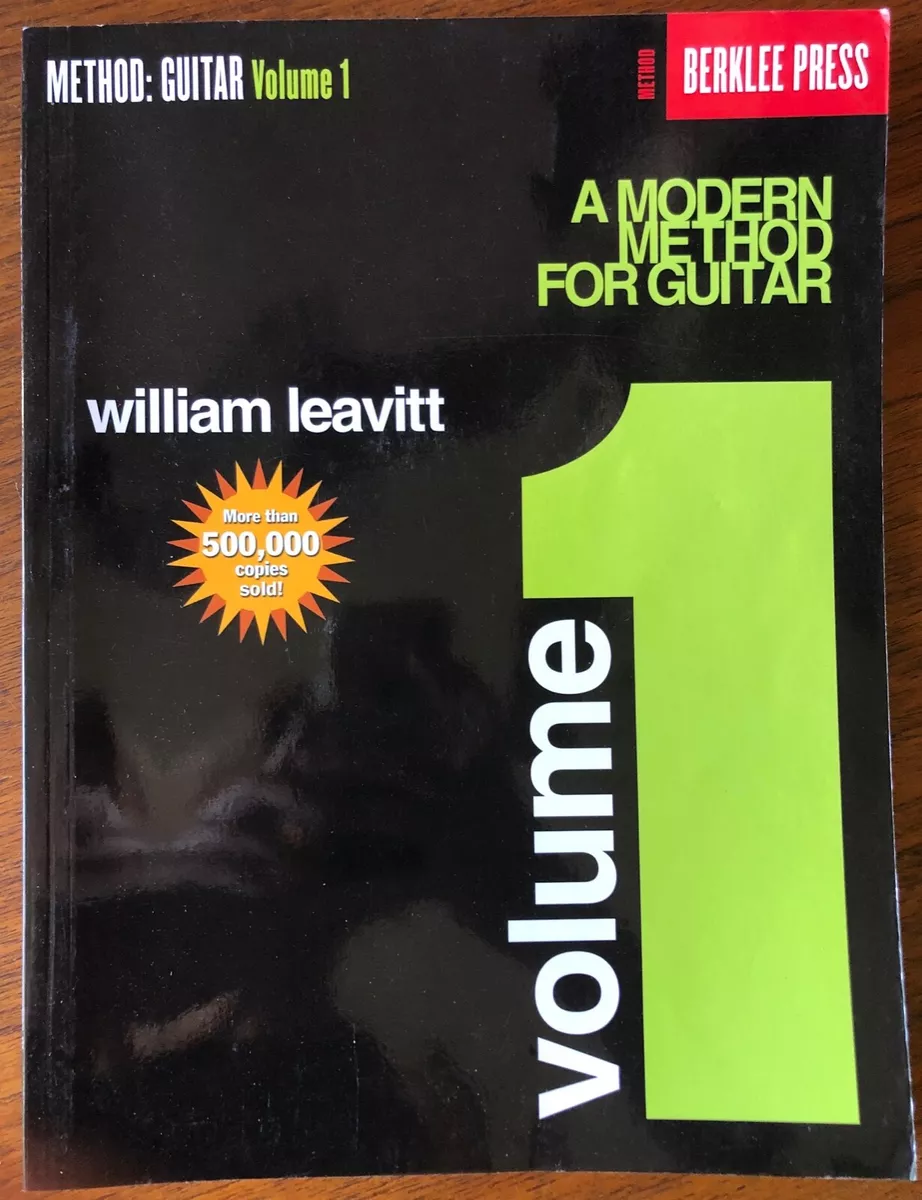 METHOD: GUITAR Volume 1
METHOD
BERKLEE PRESS
A MODERN
METHOD
FOR GUITAR
william leavitt
More than
500,000
copies
sold!
volume
1